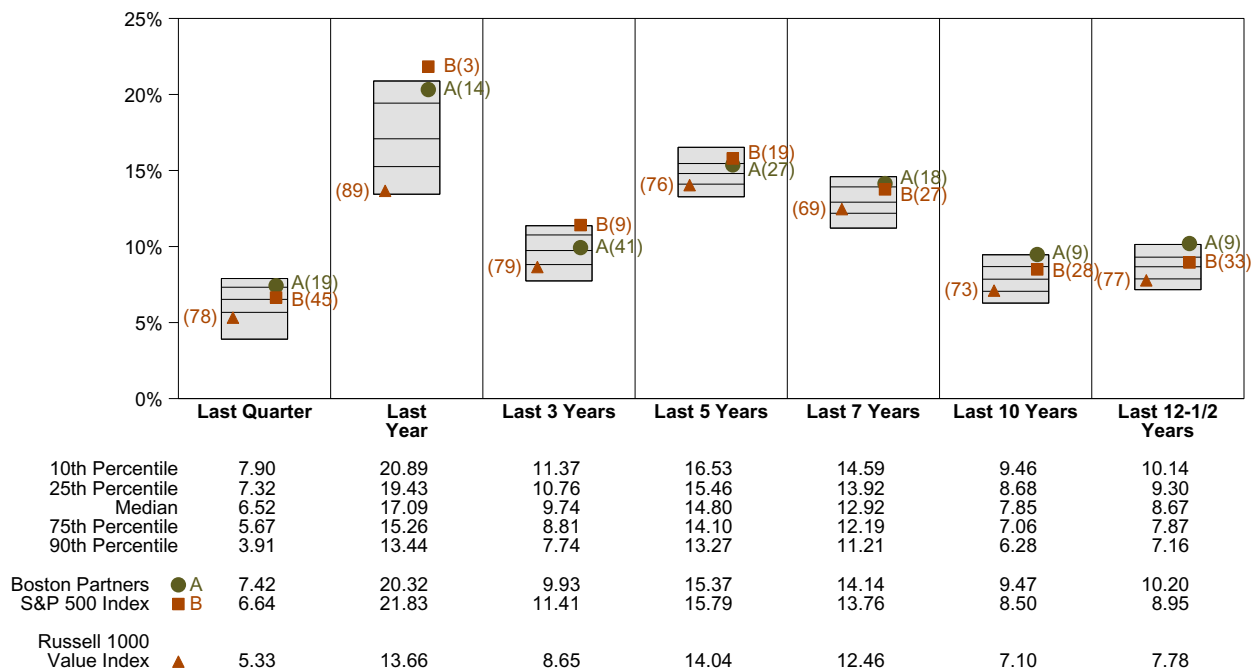 25%
20%
15%
10%
5%
0%
(78)
A(19)
B(45)
(89)
B(3)
A(14)
(79)
B(9)
A(41)
(76)
B(19)
A(27)
(69)
A(18)
B(27)
(73)
A(9)
B(28)
(77)
A(9)
B(33)
Last Quarter
Last
Year
Last 3 Years
Last 5 Years
Last 7 Years
Last 10 Years
Last 12-1/2
Years
10th Percentile 7.90 20.89 11.37 16.53 14.59 9.46 10.14
25th Percentile 7.32 19.43 10.76 15.46 13.92 8.68 9.30
Median 6.52 17.09 9.74 14.80 12.92 7.85 8.67
75th Percentile 5.67 15.26 8.81 14.10 12.19 7.06 7.87
90th Percentile 3.91 13.44 7.74 13.27 11.21 6.28 7.16
Boston Partners A 7.42 20.32 9.93 15.37 14.14 9.47 10.20
S&P 500 Index B 6.64 21.83 11.41 15.79 13.76 8.50 8.95
Russell 1000
Value Index 5.33 13.66 8.65 14.04 12.46 7.10 7.78